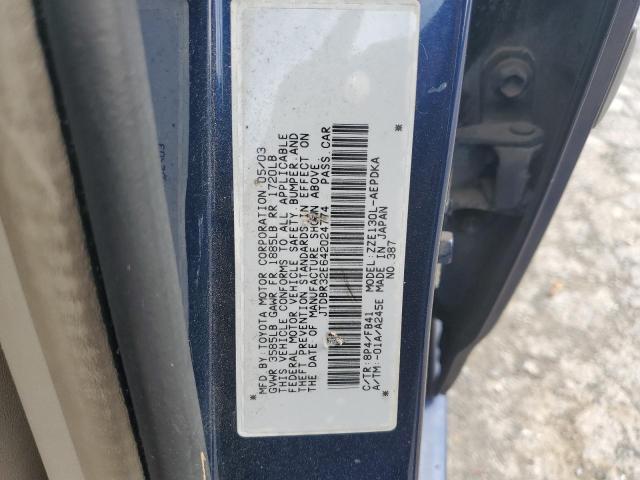 MFD BY:TOYOTA MOTOR CORPORATION 05/03
GVWR 3585LB GAWR FR 1885LB RR 1720LB
THIS VEHICLE CONFORMS TO ALL APPLICABLE
FEDERAL MOTOR VEHICLE SAFETY, BUMPER, AND
THEFT PREVENTION STANDARDS IN EFFECT ON
THE DATE OF MANUFACTURE SHOWN ABOVE.
JTDBR32E642024774 PASS CAR
* *
C/TR:8P4/FB41 MODEL:ZZE130L-AEPDKA
A/TM:-01A/A245E MADE IN JAPAN
* NO.387 *